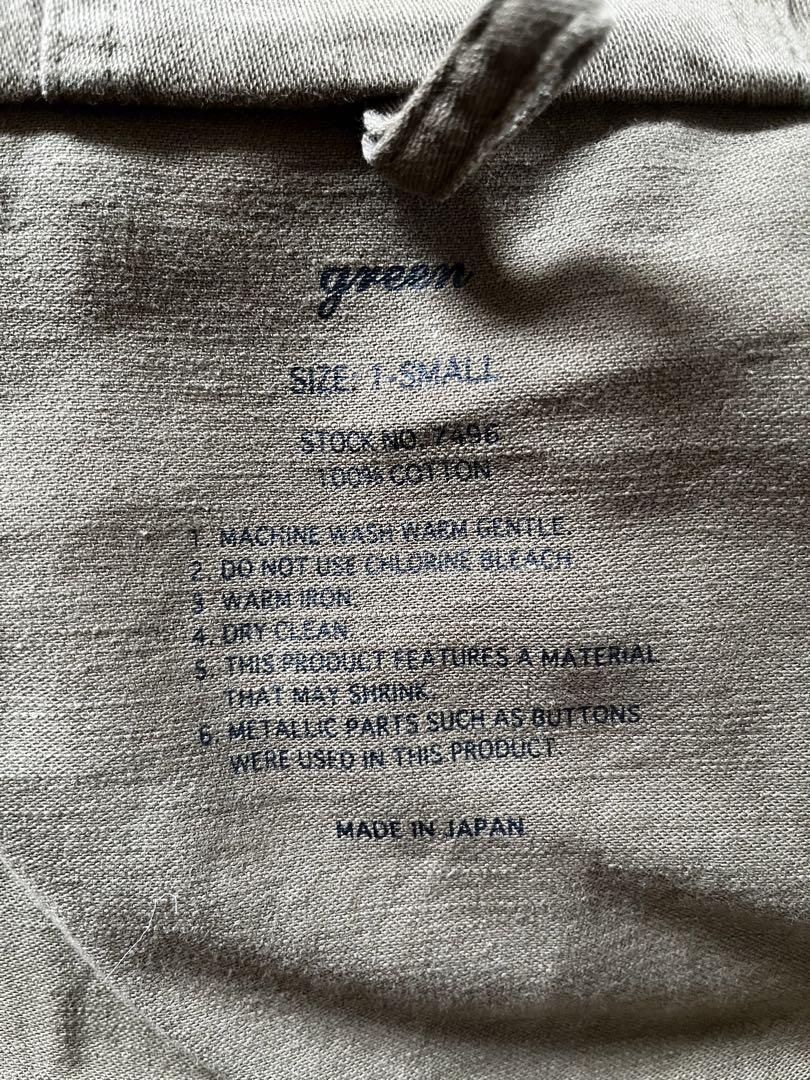 green
SIZE: 1-SMALL
STOCK NO. 7496
100% COTTON
1. MACHINE WASH WARM GENTLE.
2. DO NOT USE CHLORINE BLEACH
3. WARM IRON.
4. DRY CLEAN
5. THIS PRODUCT FEATURES A MATERIAL
THAT MAY SHRINK.
6. METALLIC PARTS SUCH AS BUTTONS
WERE USED IN THIS PRODUCT.
MADE IN JAPAN